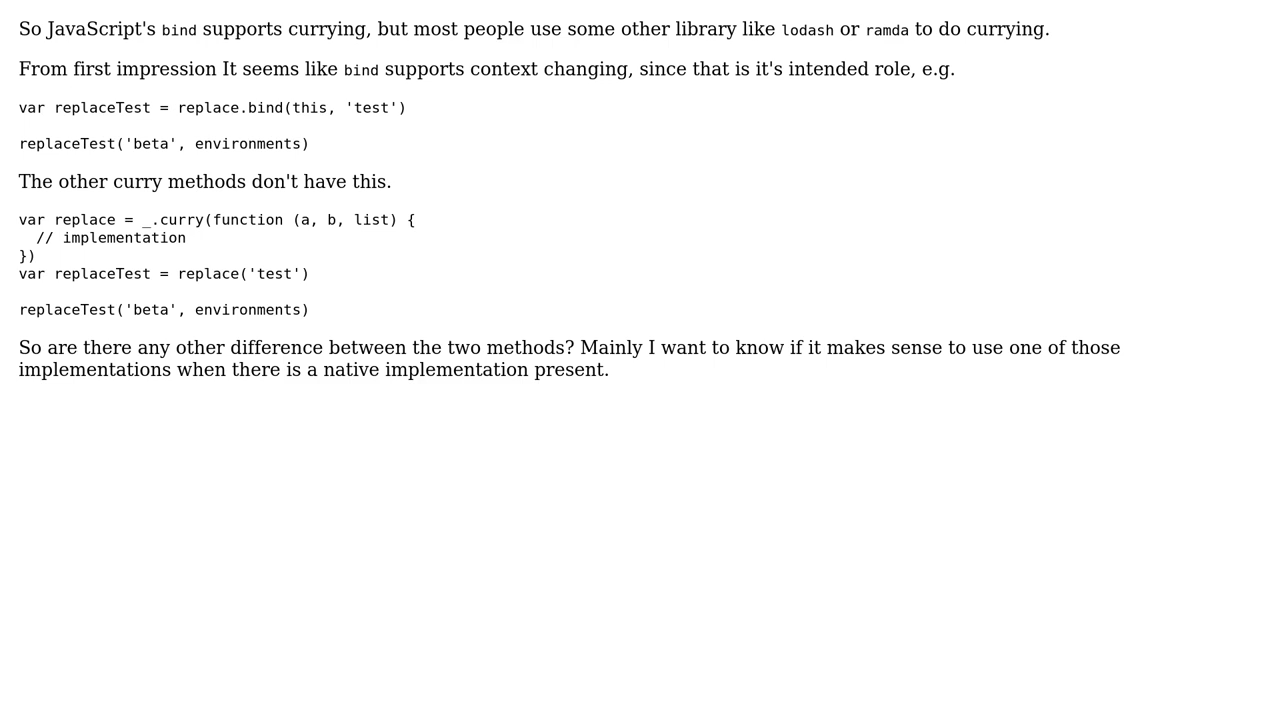 So JavaScript's bind supports currying, but most people use some other library like lodash or ramda to do currying.
From first impression It seems like bind supports context changing, since that is it's intended role, e.g.
var replaceTest = replace.bind(this, 'test')
replaceTest('beta', environments)
The other curry methods don't have this.
var replace = _.curry(function (a, b, list) {
  // implementation
})
var replaceTest = replace('test')
replaceTest('beta', environments)
So are there any other difference between the two methods? Mainly I want to know if it makes sense to use one of those
implementations when there is a native implementation present.